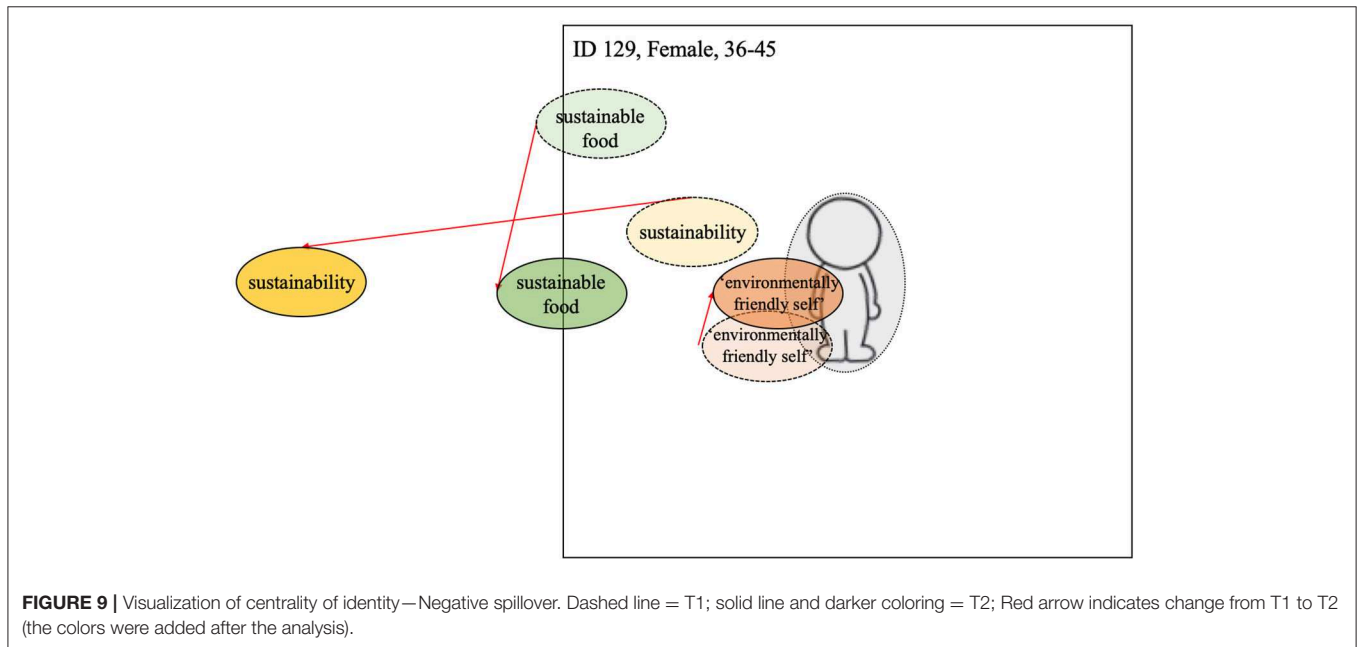 ID 129, Female, 36-45
sustainable
food
sustainability
sustainability
sustainable
food
‘environmentally
friendly self’
‘environmentally
friendly self’
FIGURE 9 | Visualization of centrality of identity—Negative spillover. Dashed line = T1; solid line and darker coloring = T2; Red arrow indicates change from T1 to T2
(the colors were added after the analysis).